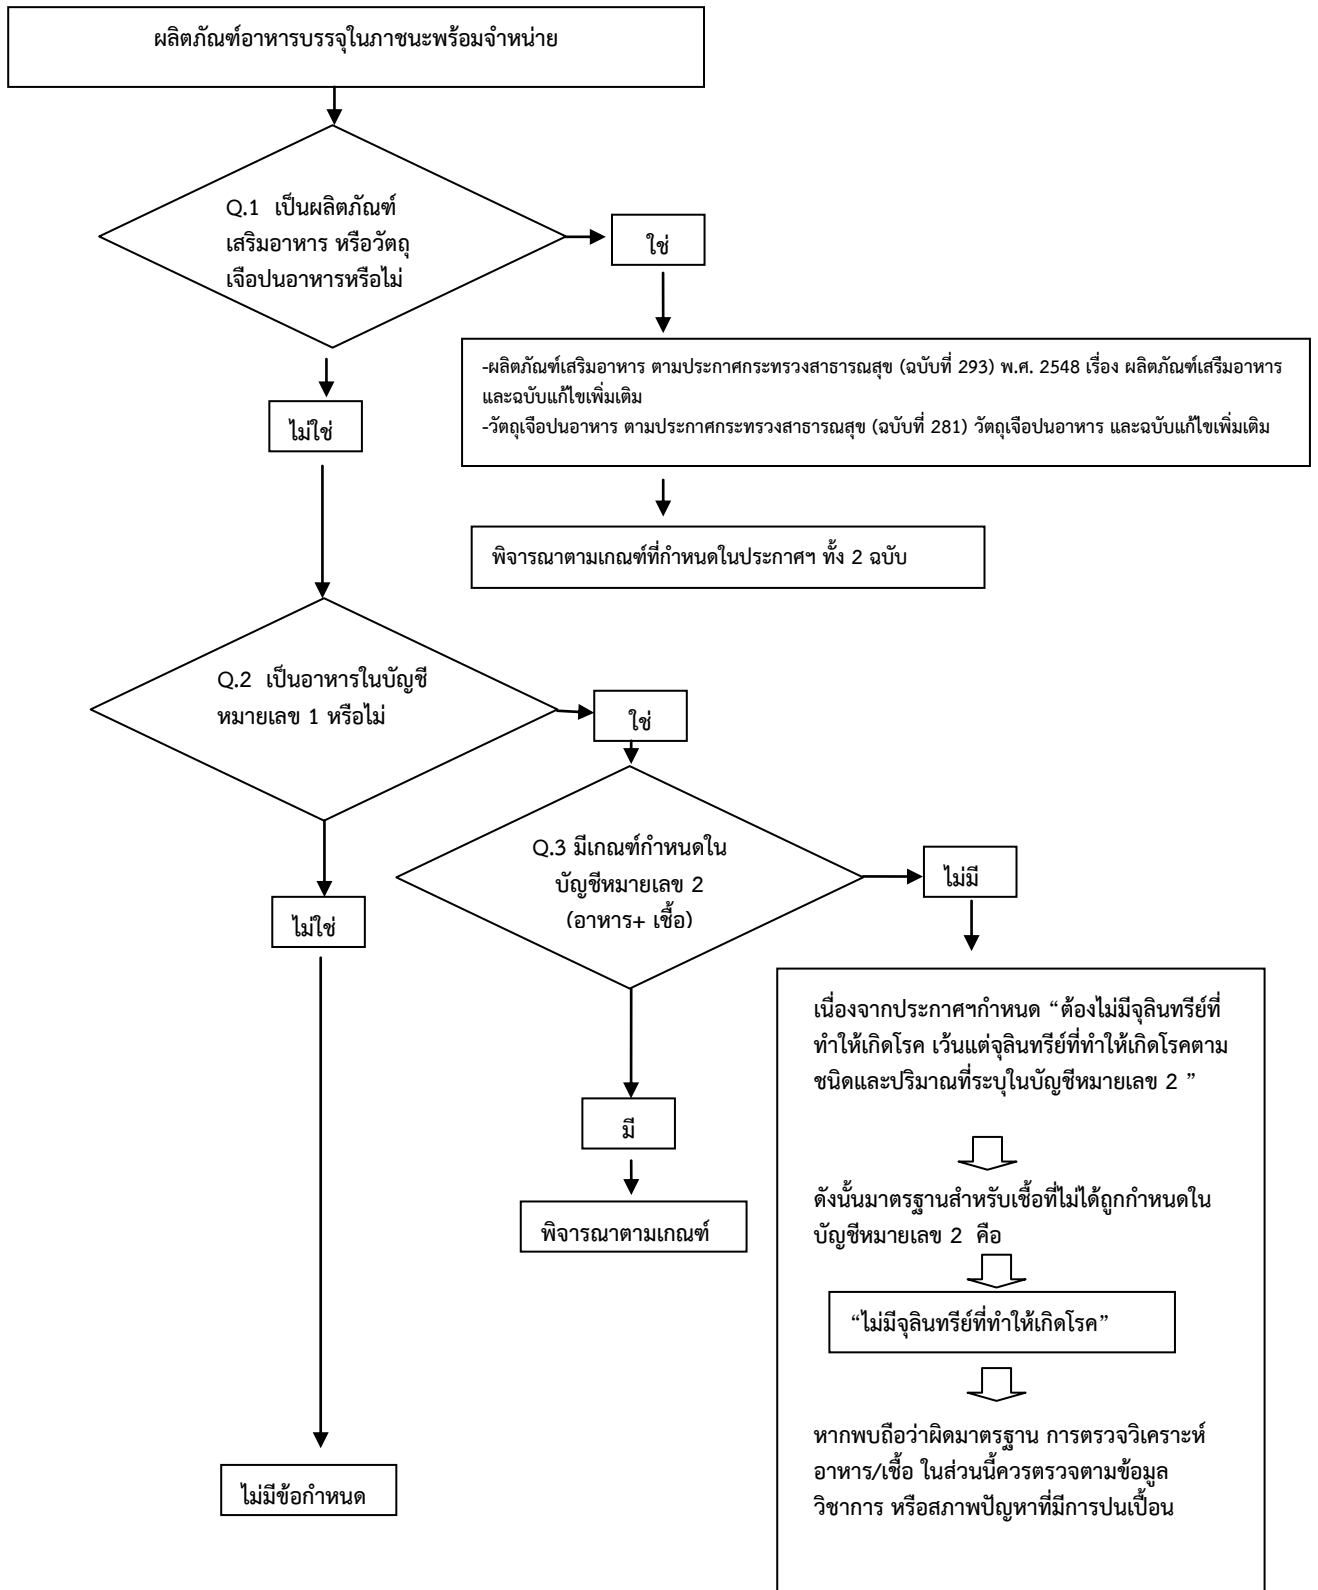 ผลิตภัณฑ์อาหารบรรจุในภาชนะพร้อมจำหน่าย
Q.1 เป็นผลิตภัณฑ์
เสริมอาหาร หรือวัตถุ
เจือปนอาหารหรือไม่
ใช่
-ผลิตภัณฑ์เสริมอาหาร ตามประกาศกระทรวงสาธารณสุข (ฉบับที่ 293) พ.ศ. 2548 เรื่อง ผลิตภัณฑ์เสรืมอาหาร
และฉบับแก้ไขเพิ่มเติม
-วัตถุเจือปนอาหาร ตามประกาศกระทรวงสาธารณสุข (ฉบับที่ 281) วัตถุเจือปนอาหาร และฉบับแก้ไขเพิ่มเติม
ไม่ใช่
พิจารณาตามเกณฑ์ที่กำหนดในประกาศฯ ทั้ง 2 ฉบับ
Q.2 เป็นอาหารในบัญชี
หมายเลข 1 หรือไม่
ใช่
Q.3 มีเกณฑ์กำหนดใน
บัญชีหมายเลข 2
(อาหาร+ เชื้อ)
ไม่มี
ไม่ใช่
เนื่องจากประกาศฯกำหนด “ต้องไม่มีจุลินทรีย์ที่
ทำให้เกิดโรค เว้นแต่จุลินทรีย์ที่ทำให้เกิดโรคตาม
ชนิดและปริมาณที่ระบุในบัญชีหมายเลข 2 ”
มี
ดังนั้นมาตรฐานสำหรับเชื้อที่ไม่ได้ถูกกำหนดใน
บัญชีหมายเลข 2 คือ
พิจารณาตามเกณฑ์
“ไม่มีจุลินทรีย์ที่ทำให้เกิดโรค”
หากพบถือว่าผิดมาตรฐาน การตรวจวิเคราะห์
อาหาร/เชื้อ ในส่วนนี้ควรตรวจตามข้อมูล
วิชาการ หรือสภาพปัญหาที่มีการปนเปื้อน
ไม่มีข้อกำหนด